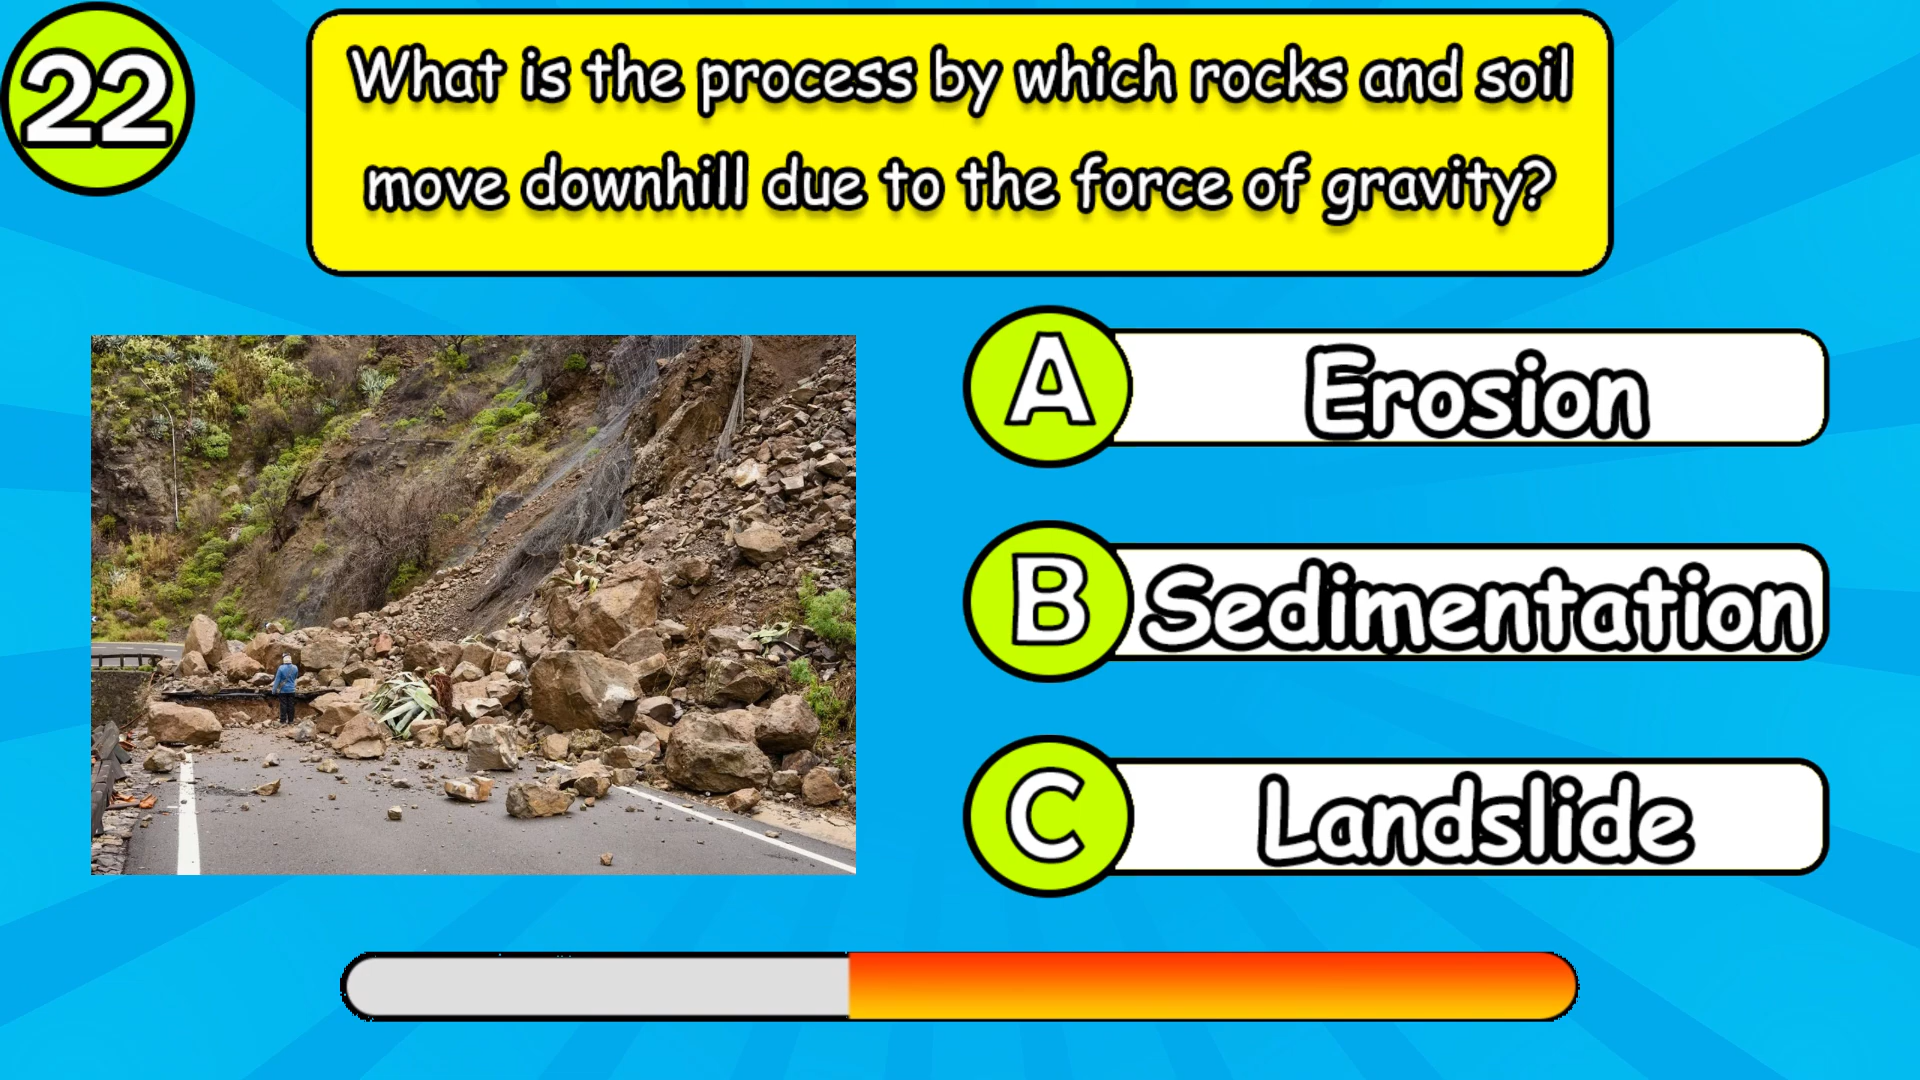 22
What is the process by which rocks and soil
move downhill due to the force of gravity?
A Erosion
B Sedimentation
C Landslide